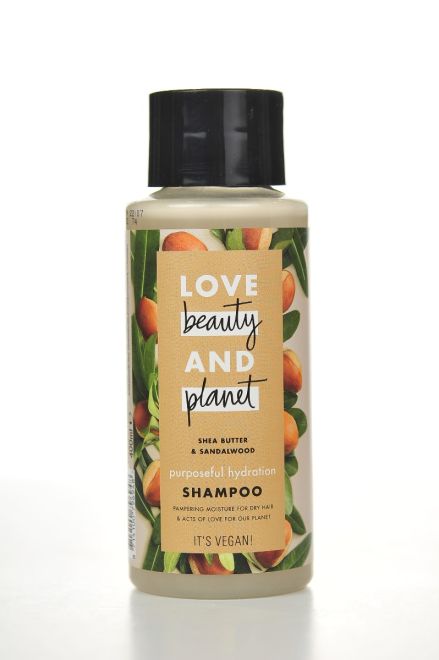 LOVE
beauty
AND
planet
SHEA BUTTER
& SANDALWOOD
purposeful hydration
SHAMPOO
PAMPERING MOISTURE FOR DRY HAIR
& ACTS OF LOVE FOR OUR PLANET
IT'S VEGAN!
400ml e